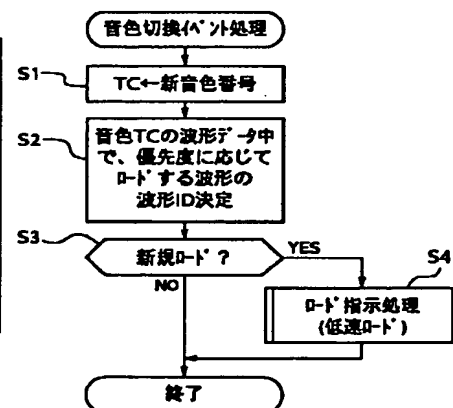 音色切換イベント処理
S1
TC←新音色番号
S2
音色TCの波形データ中
で、優先度に応じて
ロードする波形の
波形ID決定
S3
新規ロード?
YES
NO
S4
ロード指示処理
(低速ロード)
終了